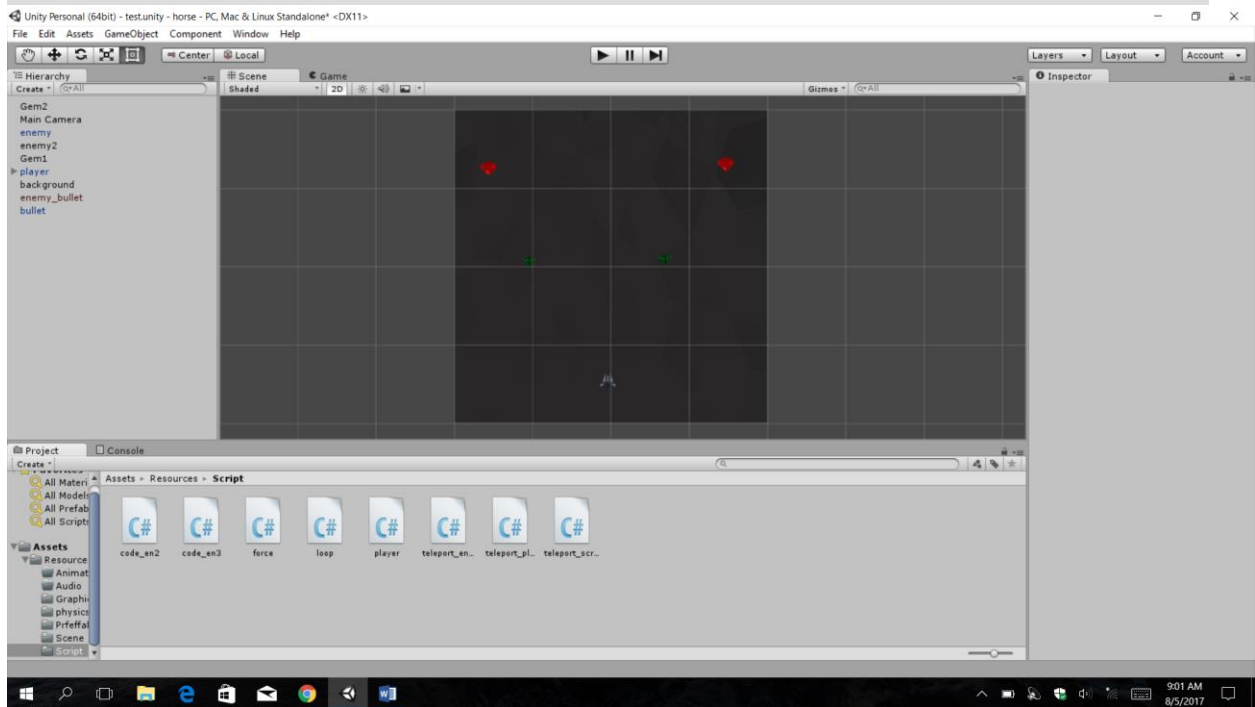 Unity Personal (64bit) - test.unity - horse - PC, Mac & Linux Standalone* <DX11>
File Edit Assets GameObject Component Window Help
Center Local
Layers Layout Account
Hierarchy
Create All
Gem2
Main Camera
enemy
enemy2
Gem1
player
background
enemy_bullet
bullet
Scene Game
Shaded 2D Gizmos All
Inspector
Project Console
Create
Favorites
All Materi
All Models
All Prefab
All Scripts
Assets
Resource
Animat
Audio
Graphi
physics
Prfeffal
Scene
Script
Assets Resources Script
C# C# C# C# C# C# C# C#
code_en2 code_en3 force loop player teleport_en... teleport_pl... teleport_scr...
9:01 AM
8/5/2017